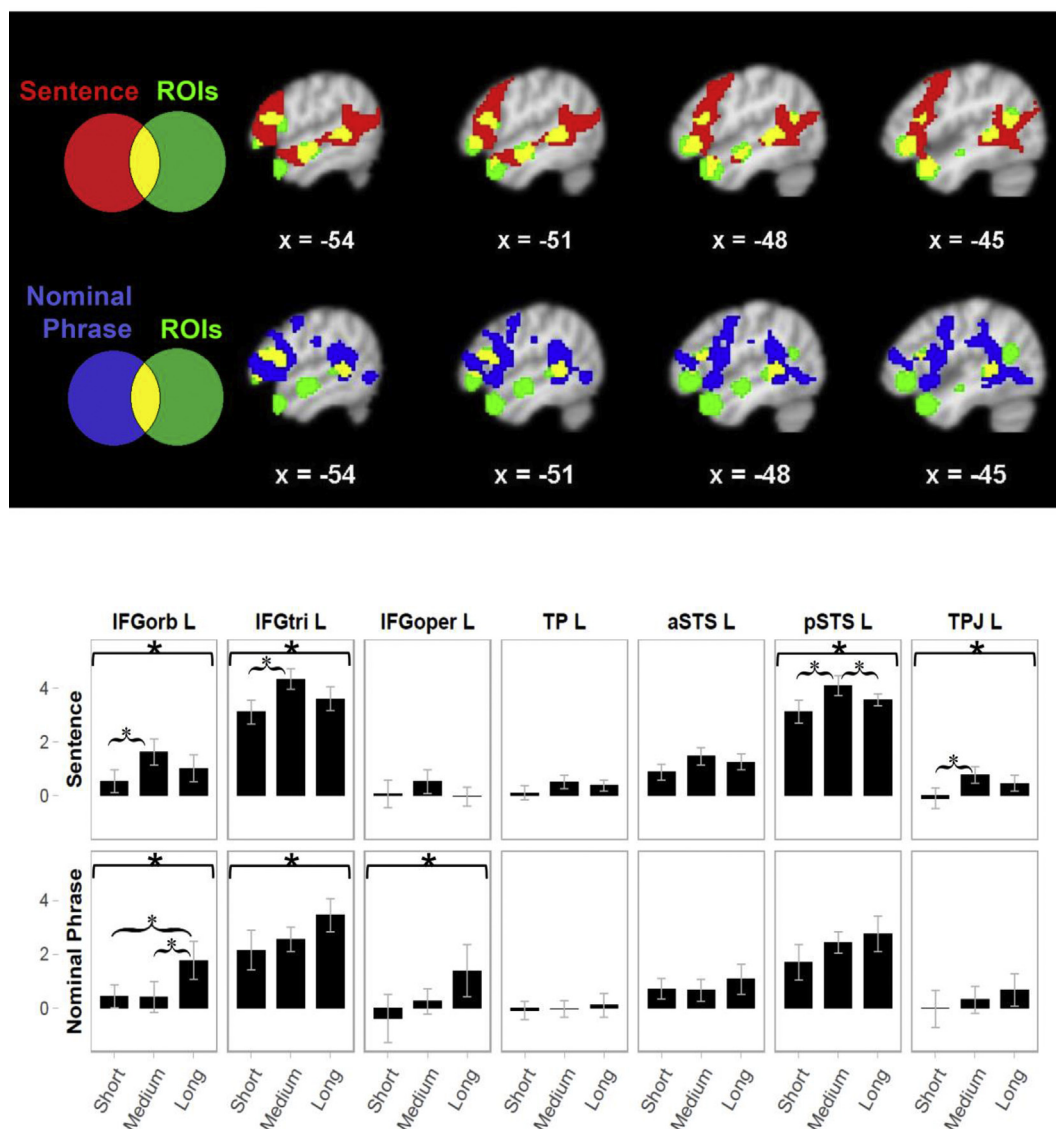 Sentence ROIs
x = -54 x = -51 x = -48 x = -45
Nominal
Phrase ROIs
x = -54 x = -51 x = -48 x = -45
IFGorb L IFGtri L IFGoper L TP L aSTS L pSTS L TPJ L
* * * *
* * * * *
Sentence
4
2
0
* * *
* *
Nominal Phrase
4
2
0
Short Medium Long Short Medium Long Short Medium Long Short Medium Long Short Medium Long Short Medium Long Short Medium Long